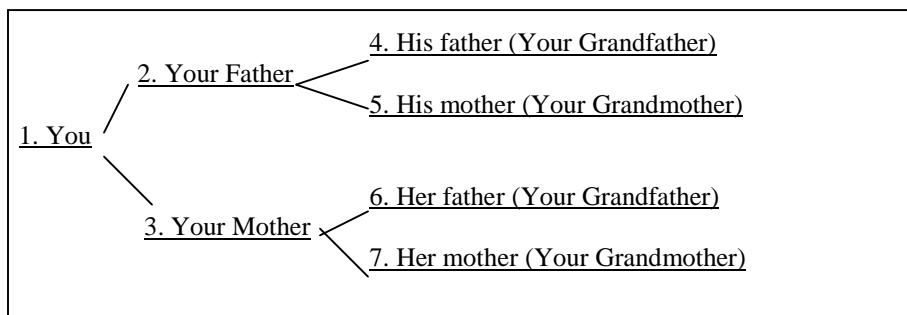 4. His father (Your Grandfather)
2. Your Father
5. His mother (Your Grandmother)
1. You
6. Her father (Your Grandfather)
3. Your Mother
7. Her mother (Your Grandmother)